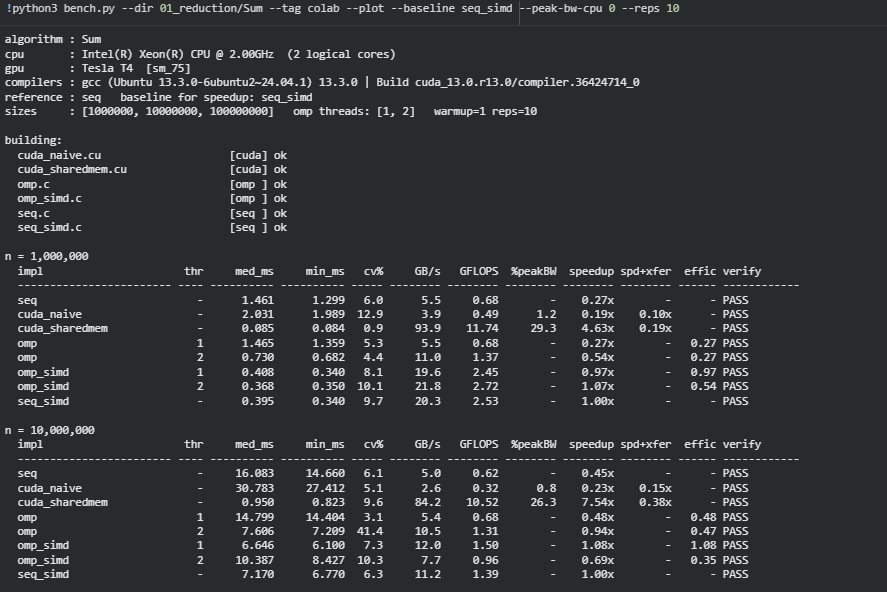 !python3 bench.py --dir 01_reduction/Sum --tag colab --plot --baseline seq_simd --peak-bw-cpu 0 --reps 10
algorithm : Sum
cpu       : Intel(R) Xeon(R) CPU @ 2.00GHz  (2 logical cores)
gpu       : Tesla T4  [sm_75]
compilers : gcc (Ubuntu 13.3.0-6ubuntu2~24.04.1) 13.3.0 | Build cuda_13.0.r13.0/compiler.36424714_0
reference : seq   baseline for speedup: seq_simd
sizes     : [1000000, 10000000, 100000000]   omp threads: [1, 2]   warmup=1 reps=10
building:
  cuda_naive.cu                    [cuda] ok
  cuda_sharedmem.cu                [cuda] ok
  omp.c                            [omp ] ok
  omp_simd.c                       [omp ] ok
  seq.c                            [seq ] ok
  seq_simd.c                       [seq ] ok
n = 1,000,000
  impl                      thr     med_ms     min_ms   cv%     GB/s   GFLOPS  %peakBW  speedup spd+xfer  effic verify
  ------------------------ ---- ---------- ---------- ----- -------- -------- -------- -------- -------- ------ ------------
  seq                         -      1.461      1.299   6.0      5.5     0.68        -    0.27x        -      - PASS
  cuda_naive                  -      2.031      1.989  12.9      3.9     0.49      1.2    0.19x    0.10x      - PASS
  cuda_sharedmem              -      0.085      0.084   0.9     93.9    11.74     29.3    4.63x    0.19x      - PASS
  omp                         1      1.465      1.359   5.3      5.5     0.68        -    0.27x        -   0.27 PASS
  omp                         2      0.730      0.682   4.4     11.0     1.37        -    0.54x        -   0.27 PASS
  omp_simd                    1      0.408      0.340   8.1     19.6     2.45        -    0.97x        -   0.97 PASS
  omp_simd                    2      0.368      0.350  10.1     21.8     2.72        -    1.07x        -   0.54 PASS
  seq_simd                    -      0.395      0.340   9.7     20.3     2.53        -    1.00x        -      - PASS
n = 10,000,000
  impl                      thr     med_ms     min_ms   cv%     GB/s   GFLOPS  %peakBW  speedup spd+xfer  effic verify
  ------------------------ ---- ---------- ---------- ----- -------- -------- -------- -------- -------- ------ ------------
  seq                         -     16.083     14.660   6.1      5.0     0.62        -    0.45x        -      - PASS
  cuda_naive                  -     30.783     27.412   5.1      2.6     0.32      0.8    0.23x    0.15x      - PASS
  cuda_sharedmem              -      0.950      0.823   9.6     84.2    10.52     26.3    7.54x    0.38x      - PASS
  omp                         1     14.799     14.404   3.1      5.4     0.68        -    0.48x        -   0.48 PASS
  omp                         2      7.606      7.209  41.4     10.5     1.31        -    0.94x        -   0.47 PASS
  omp_simd                    1      6.646      6.100   7.3     12.0     1.50        -    1.08x        -   1.08 PASS
  omp_simd                    2     10.387      8.427  10.3      7.7     0.96        -    0.69x        -   0.35 PASS
  seq_simd                    -      7.170      6.770   6.3     11.2     1.39        -    1.00x        -      - PASS